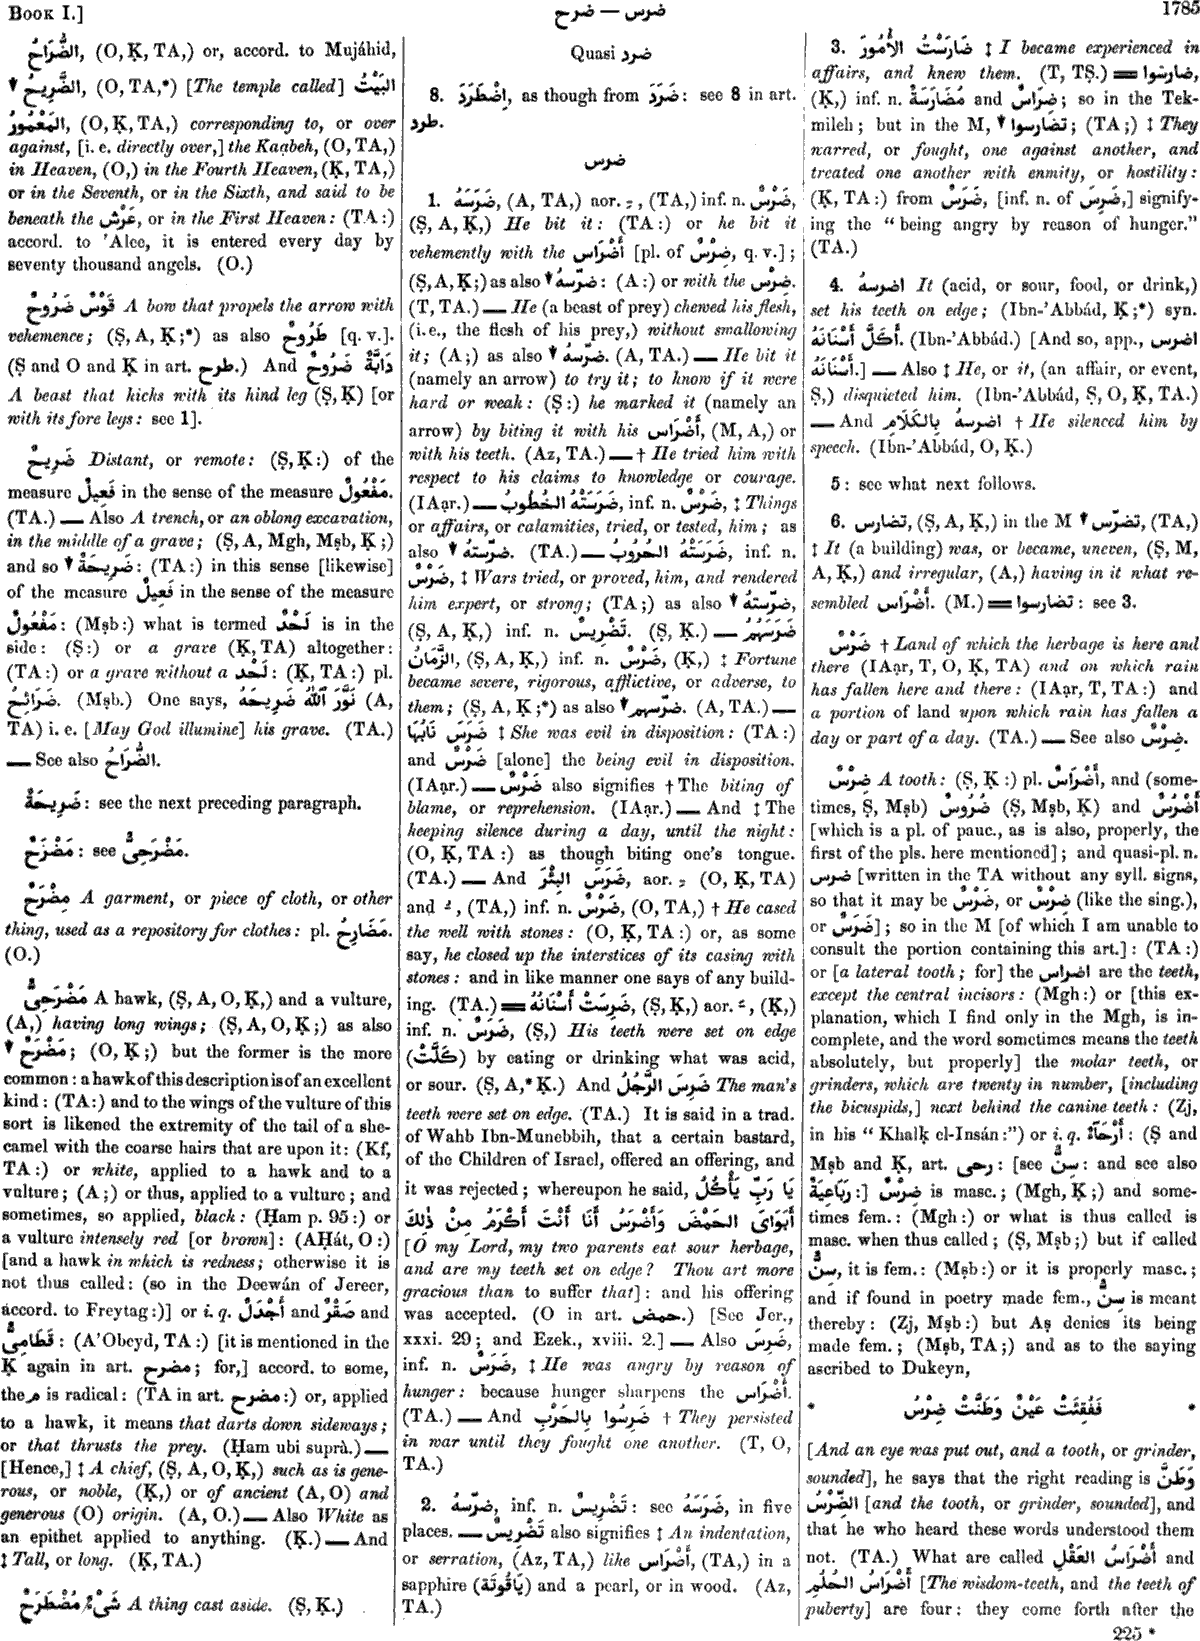 Book I.]
ضرس — ضرح
1785
الضُّرَاحُ, (O, Ḳ, TA,) or, accord. to Mujáhid,
الضَّرِيحُ ↓, (O, TA,*) [The temple called] البَيْتُ
المَعْمُورُ, (O, Ḳ, TA,) corresponding to, or over
against, [i. e. directly over,] the Kaạbeh, (O, TA,)
in Heaven, (O,) in the Fourth Heaven, (Ḳ, TA,)
or in the Seventh, or in the Sixth, and said to be
beneath the عَرْش, or in the First Heaven: (TA:)
accord. to ’Alee, it is entered every day by
seventy thousand angels. (O.)
قَوْسٌ ضَرُوحٌ A bow that propels the arrow with
vehemence; (Ṣ, A, Ḳ;*) as also طَرُوحٌ [q. v.].
(Ṣ and O and Ḳ in art. طرح.) And دَابَّةٌ ضَرُوحٌ
A beast that kicks with its hind leg (Ṣ, Ḳ) [or
with its fore legs: see 1].
ضَرِيحٌ Distant, or remote: (Ṣ, Ḳ:) of the
measure فَعِيلٌ in the sense of the measure مَفْعُولٌ.
(TA.) — Also A trench, or an oblong excavation,
in the middle of a grave; (Ṣ, A, Mgh, Mṣb, Ḳ;)
and so ↓ ضَرِيحَةٌ: (TA:) in this sense [likewise]
of the measure فَعِيلٌ in the sense of the measure
مَفْعُولٌ: (Mṣb:) what is termed لَحْدٌ is in the
side: (Ṣ:) or a grave (Ḳ, TA) altogether:
(TA:) or a grave without a لَحْد: (Ḳ, TA:) pl.
ضَرَائِحُ. (Mṣb.) One says, نَوَّرَ ٱللّٰهُ ضَرِيحَهُ (A,
TA) i. e. [May God illumine] his grave. (TA.)
— See also الضُّرَاحُ.
ضَرِيحَةٌ: see the next preceding paragraph.
مَضْرَحٌ: see مَضْرَحِىٌّ.
مِضْرَحٌ A garment, or piece of cloth, or other
thing, used as a repository for clothes: pl. مَضَارِحُ.
(O.)
مَضْرَحِىٌّ A hawk, (Ṣ, A, O, Ḳ,) and a vulture,
(A,) having long wings; (Ṣ, A, O, Ḳ;) as also
↓ مَضْرَحٌ; (O, Ḳ;) but the former is the more
common: a hawk of this description is of an excellent
kind: (TA:) and to the wings of the vulture of this
sort is likened the extremity of the tail of a she-
camel with the coarse hairs that are upon it: (Kf,
TA:) or white, applied to a hawk and to a
vulture; (A;) or thus, applied to a vulture; and
sometimes, so applied, black: (Ḥam p. 95:) or
a vulture intensely red [or brown]: (AḤát, O:)
[and a hawk in which is redness; otherwise it is
not thus called: (so in the Deewán of Jereer,
accord. to Freytag:)] or i. q. أَجْدَلٌ and صَقْرٌ and
قَطَامِىٌّ: (A’Obeyd, TA:) [it is mentioned in the
Ḳ again in art. مضرح; for,] accord. to some,
the م is radical: (TA in art. مضرح:) or, applied
to a hawk, it means that darts down sideways;
or that thrusts the prey. (Ḥam ubi suprà.) —
[Hence,] ‡ A chief, (Ṣ, A, O, Ḳ,) such as is gene-
rous, or noble, (Ḳ,) or of ancient (A, O) and
generous (O) origin. (A, O.) — Also White as
an epithet applied to anything. (Ḳ.) — And
‡ Tall, or long. (Ḳ, TA.)
شَىْءٌ مُضْطَرَحٌ A thing cast aside. (Ṣ, Ḳ.)
Quasi ضرد
8. اِضْطَرَدَ, as though from ضَرَدَ: see 8 in art.
طرد.
ضرس
1. ضَرَسَهُ, (A, TA,) aor. ـِ, (TA,) inf. n. ضَرْسٌ,
(Ṣ, A, Ḳ,) He bit it: (TA:) or he bit it
vehemently with the أَضْرَاس [pl. of ضِرْسٌ, q. v.];
(Ṣ, A, Ḳ;) as also ↓ ضرّسهُ: (A:) or with the ضِرْس.
(T, TA.) — He (a beast of prey) chewed his flesh,
(i. e., the flesh of his prey,) without swallowing
it; (A;) as also ↓ ضرّسهُ. (A, TA.) — He bit it
(namely an arrow) to try it; to know if it were
hard or weak: (Ṣ:) he marked it (namely an
arrow) by biting it with his أَضْرَاس, (M, A,) or
with his teeth. (Az, TA.) — † He tried him with
respect to his claims to knowledge or courage.
(IAạr.) — ضَرَسَتْهُ الخُطُوبُ, inf. n. ضَرْسٌ, ‡ Things
or affairs, or calamities, tried, or tested, him; as
also ↓ ضرّستهُ. (TA.) — ضَرَسَتْهُ الحُرُوبُ, inf. n.
ضَرْسٌ, ‡ Wars tried, or proved, him, and rendered
him expert, or strong; (TA;) as also ↓ ضرّستهُ,
(Ṣ, A, Ḳ,) inf. n. تَضْرِيسٌ. (Ṣ, Ḳ.) — ضَرَسَهُمُ
الزَّمَانُ, (Ṣ, A, Ḳ,) inf. n. ضَرْسٌ, (Ḳ,) ‡ Fortune
became severe, rigorous, afflictive, or adverse, to
them; (Ṣ, A, Ḳ;*) as also ↓ ضرّسهم. (A, TA.) —
ضَرَسَ نَابُهَا ‡ She was evil in disposition: (TA:)
and ضَرْسٌ [alone] the being evil in disposition.
(IAạr.) — ضَرْسٌ also signifies † The biting of
blame, or reprehension. (IAạr.) — And ‡ The
keeping silence during a day, until the night:
(O, Ḳ, TA:) as though biting one’s tongue.
(TA.) — And ضَرَسَ البِئْرَ, aor. ـِ (O, Ḳ, TA)
and ـُ, (TA,) inf. n. ضَرْسٌ, (O, TA,) † He cased
the well with stones: (O, Ḳ, TA:) or, as some
say, he closed up the interstices of its casing with
stones: and in like manner one says of any build-
ing. (TA.) ═ ضَرِسَتْ أَسْنَانُهُ, (Ṣ, Ḳ,) aor. ـَ, (Ḳ,)
inf. n. ضَرَسٌ, (Ṣ,) His teeth were set on edge
(كَلَّتْ) by eating or drinking what was acid,
or sour. (Ṣ, A,* Ḳ.) And ضَرِسَ الرَّجُلُ The man’s
teeth were set on edge. (TA.) It is said in a trad.
of Wahb Ibn-Munebbih, that a certain bastard,
of the Children of Israel, offered an offering, and
it was rejected; whereupon he said, يَا رَبِّ يَأْكُلُ
أَبَوَاىَ الحَمْضَ وَأَضْرَسُ أَنَا أَنْتَ أَكْرَمُ مِنْ ذٰلِكَ
[O my Lord, my two parents eat sour herbage,
and are my teeth set on edge? Thou art more
gracious than to suffer that]: and his offering
was accepted. (O in art. حمض.) [See Jer.,
xxxi. 29; and Ezek., xviii. 2.] — Also ضَرِسَ,
inf. n. ضَرَسٌ, ‡ He was angry by reason of
hunger: because hunger sharpens the أَضْرَاس.
(TA.) — And ضَرِسُوا بِالحَرْبِ † They persisted
in war until they fought one another. (T, O,
TA.)
2. ضرّسهُ, inf. n. تَضْرِيسٌ: see ضَرَسَهُ, in five
places. — تَضْرِيسٌ also signifies ‡ An indentation,
or serration, (Az, TA,) like أَضْرَاس, (TA,) in a
sapphire (يَاقُوتَة) and a pearl, or in wood. (Az,
TA.)
3. ضَارَسْتُ الأُمُورَ ‡ I became experienced in
affairs, and knew them. (T, TṢ.) ═ ضارسُوا,
(Ḳ,) inf. n. مُضَارَسَةٌ and ضِرَاسٌ; so in the Tek-
mileh; but in the M, ↓ تضارسوا; (TA;) ‡ They
warred, or fought, one against another, and
treated one another with enmity, or hostility:
(Ḳ, TA:) from ضَرَسٌ, [inf. n. of ضَرِسَ,] signify-
ing the “being angry by reason of hunger.”
(TA.)
4. اضرسهُ It (acid, or sour, food, or drink,)
set his teeth on edge; (Ibn-’Abbád, Ḳ;*) syn.
أَكَلَّ أَسْنَانَهُ. (Ibn-’Abbád.) [And so, app., اضرس
أَسْنَانَهُ.] — Also ‡ He, or it, (an affair, or event,
Ṣ,) disquieted him. (Ibn-’Abbád, Ṣ, O, Ḳ, TA.)
— And اضرسهُ بِالكَلَامِ † He silenced him by
speech. (Ibn-’Abbád, O, Ḳ.)
5: see what next follows.
6. تضارس, (Ṣ, A, Ḳ,) in the M ↓ تضرّس, (TA,)
‡ It (a building) was, or became, uneven, (Ṣ, M,
A, Ḳ,) and irregular, (A,) having in it what re-
sembled أَضْرَاس. (M.) ═ تضارسوا: see 3.
ضَرْسٌ † Land of which the herbage is here and
there (IAạr, T, O, Ḳ, TA) and on which rain
has fallen here and there: (IAạr, T, TA:) and
a portion of land upon which rain has fallen a
day or part of a day. (TA.) — See also ضِرْسٌ.
ضِرْسٌ A tooth: (Ṣ, Ḳ:) pl. أَضْرَاسٌ, and (some-
times, Ṣ, Mṣb) ضُرُوسٌ (Ṣ, Mṣb, Ḳ) and أَضْرُسٌ
[which is a pl. of pauc., as is also, properly, the
first of the pls. here mentioned]; and quasi-pl. n.
ضرس [written in the TA without any syll. signs,
so that it may be ضَرْسٌ, or ضِرْسٌ (like the sing.),
or ضَرَسٌ]; so in the M [of which I am unable to
consult the portion containing this art.]: (TA:)
or [a lateral tooth; for] the اضراس are the teeth,
except the central incisors: (Mgh:) or [this ex-
planation, which I find only in the Mgh, is in-
complete, and the word sometimes means the teeth
absolutely, but properly] the molar teeth, or
grinders, which are twenty in number, [including
the bicuspids,] next behind the canine teeth: (Zj,
in his “Khalḳ el-Insán:”) or i. q. أَرْحَآءٌ: (Ṣ and
Mṣb and Ḳ, art. رحى: [see سِنٌّ: and see also
رَبَاعِيَةٌ:] ضِرْسٌ is masc.; (Mgh, Ḳ;) and some-
times fem.: (Mgh:) or what is thus called is
masc. when thus called; (Ṣ, Mṣb;) but if called
سِنٌّ, it is fem.: (Mṣb:) or it is properly masc.;
and if found in poetry made fem., سِنٌّ is meant
thereby: (Zj, Mṣb:) but Aṣ denies its being
made fem.; (Mṣb, TA;) and as to the saying
ascribed to Dukeyn,
* فَفُقِئَتْ عَيْنٌ وَطَنَّتْ ضِرْسُ *
[And an eye was put out, and a tooth, or grinder,
sounded], he says that the right reading is وَطَنَّ
الضِّرْسُ [and the tooth, or grinder, sounded], and
that he who heard these words understood them
not. (TA.) What are called أَضْرَاسُ العَقْلِ and
أَضْرَاسُ الحُلُمِ [The wisdom-teeth, and the teeth of
puberty] are four: they come forth after the
225 *